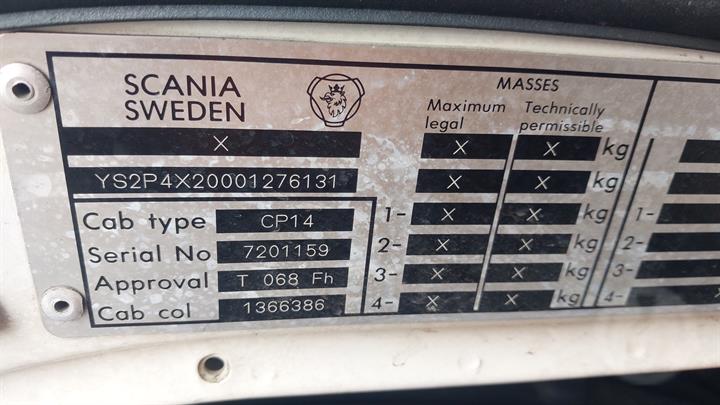 SCANIA
SWEDEN
MASSES
Maximum legal
Technically permissible
X X X kg
YS2P4X20001276131 X X kg
Cab type CP14 1- X X kg 1-
Serial No 7201159 2- X X kg 2-
Approval T 068 Fh 3- X X kg 3-
Cab col 1366386 4- X X kg 4-